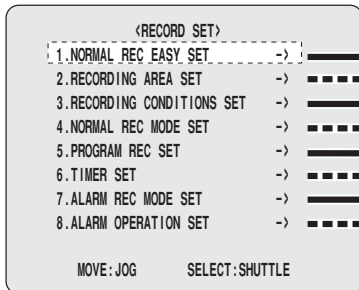 <RECORD SET>
1.NORMAL REC EASY SET ->
2.RECORDING AREA SET ->
3.RECORDING CONDITIONS SET ->
4.NORMAL REC MODE SET ->
5.PROGRAM REC SET ->
6.TIMER SET ->
7.ALARM REC MODE SET ->
8.ALARM OPERATION SET ->
MOVE:JOG SELECT:SHUTTLE